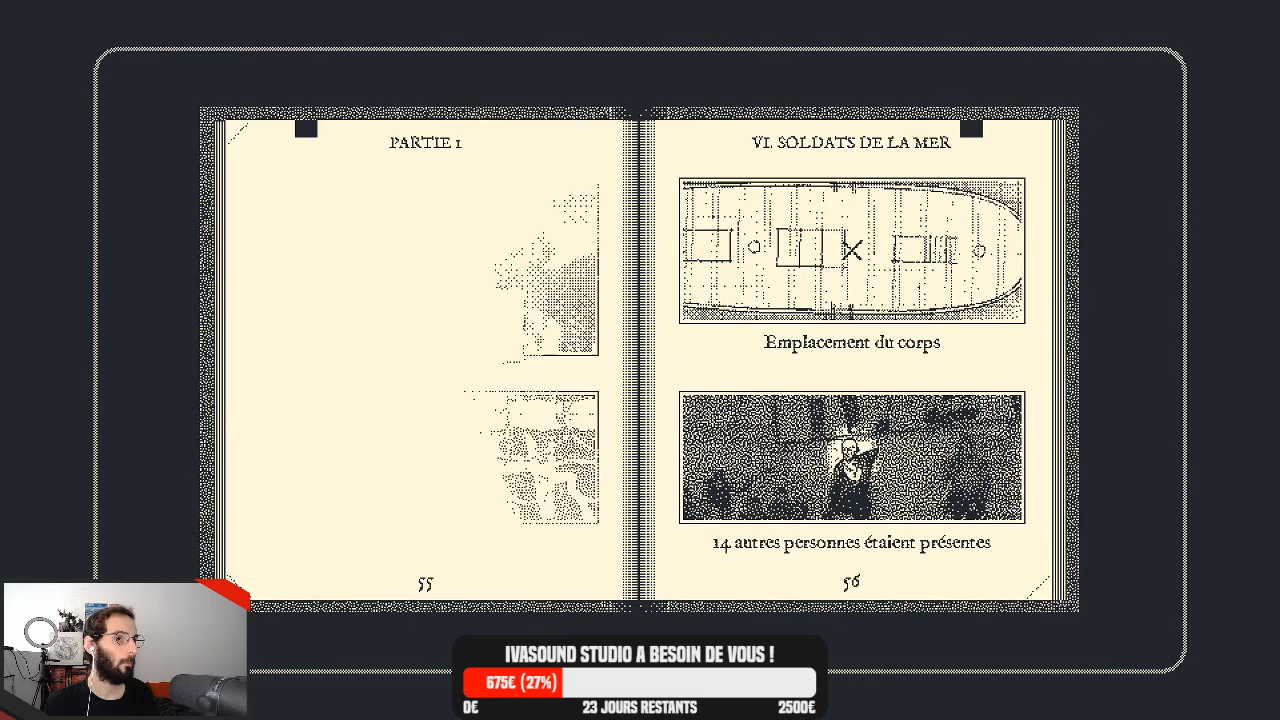 PARTIE 1
VI. SOLDATS DE LA MER
Emplacement du corps
14 autres personnes étaient présentes
55
56
IVASOUND STUDIO A BESOIN DE VOUS !
675€ (27%)
0€
23 JOURS RESTANTS
2500€